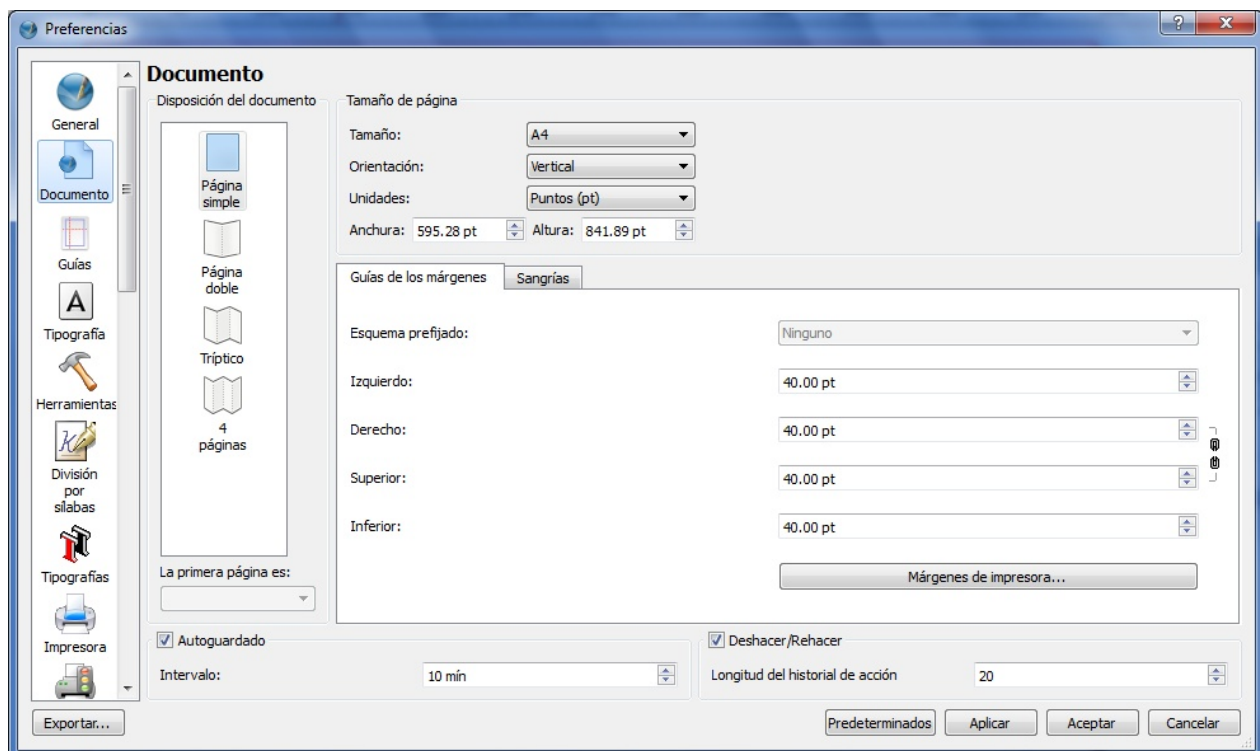 Preferencias
General
Documento
Guías
Tipografía
Herramientas
División
por
sílabas
Tipografías
Impresora
Exportar...
Documento
Disposición del documento
Página
simple
Página
doble
Tríptico
4
páginas
La primera página es:
Tamaño de página
Tamaño: A4
Orientación: Vertical
Unidades: Puntos (pt)
Anchura: 595.28 pt Altura: 841.89 pt
Guías de los márgenes Sangrías
Esquema prefijado: Ninguno
Izquierdo: 40.00 pt
Derecho: 40.00 pt
Superior: 40.00 pt
Inferior: 40.00 pt
Márgenes de impresora...
Autoguardado
Intervalo: 10 mín
Deshacer/Rehacer
Longitud del historial de acción 20
Predeterminados Aplicar Aceptar Cancelar